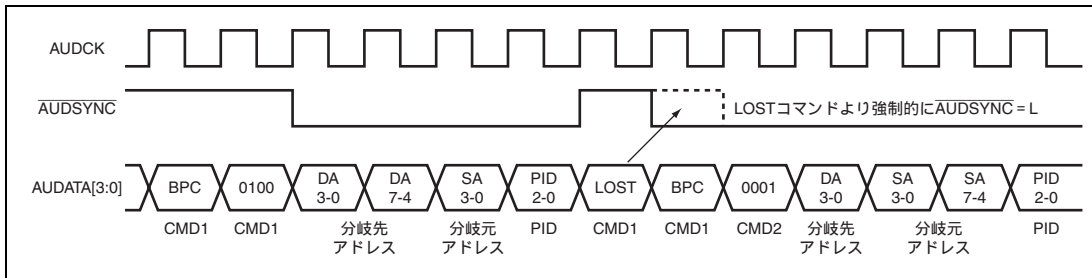 AUDCK
AUDSYNC
LOSTコマンドより強制的にAUDSYNC = L
AUDATA[3:0]
BPC 0100 DA 3-0 DA 7-4 SA 3-0 PID 2-0 LOST BPC 0001 DA 3-0 SA 3-0 SA 7-4 PID 2-0
CMD1 CMD1 分岐先 アドレス 分岐元 アドレス PID CMD1 CMD1 CMD2 分岐先 アドレス 分岐元 アドレス PID